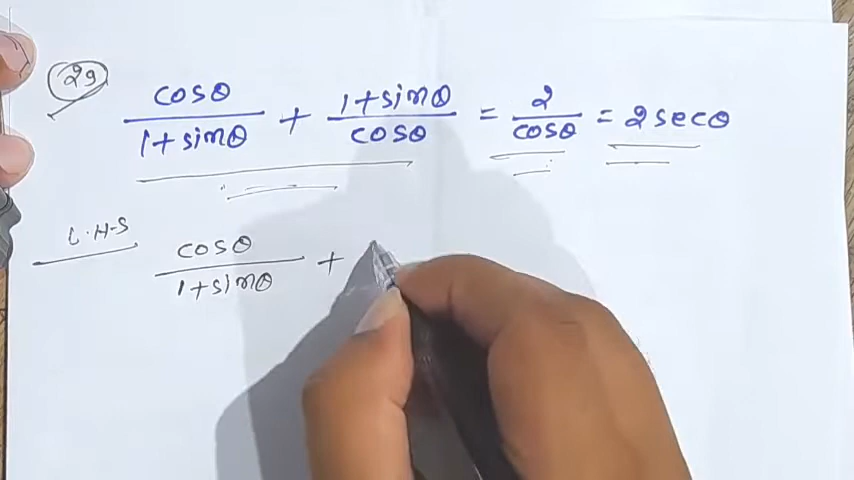 29
cosθ/1+sinθ + 1+sinθ/cosθ = 2/cosθ = 2secθ
L.H-S cosθ/1+sinθ +